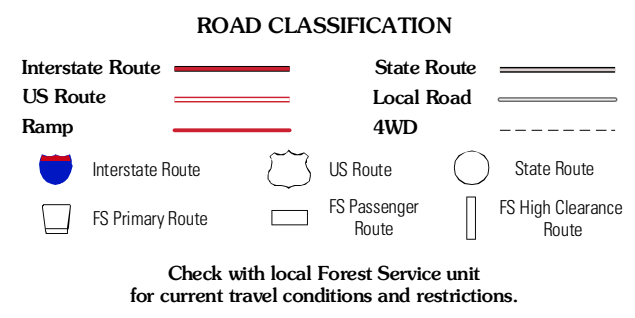 ROAD CLASSIFICATION
Interstate Route
State Route
US Route
Local Road
Ramp
4WD
Interstate Route
US Route
State Route
FS Primary Route
FS Passenger
Route
FS High Clearance
Route
Check with local Forest Service unit
for current travel conditions and restrictions.